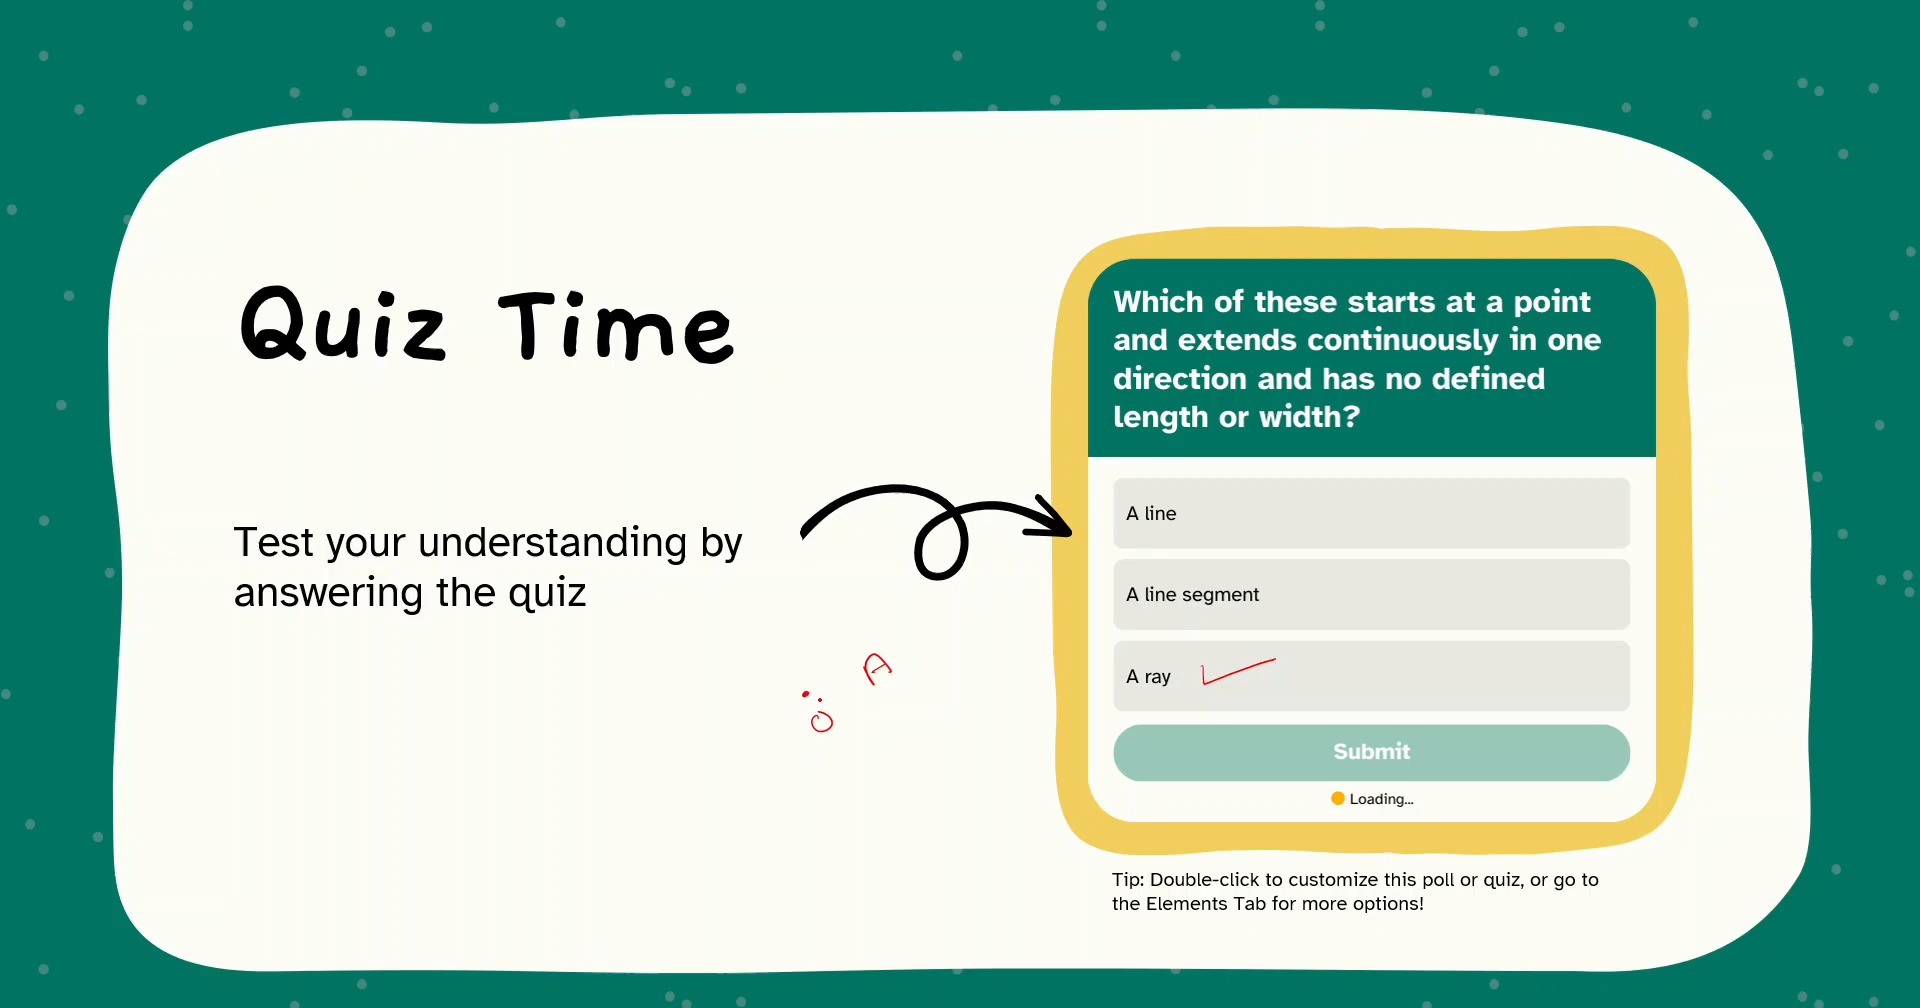 Quiz Time
Test your understanding by
answering the quiz
A
Which of these starts at a point
and extends continuously in one
direction and has no defined
length or width?
A line
A line segment
A ray
Submit
Loading...
Tip: Double-click to customize this poll or quiz, or go to
the Elements Tab for more options!